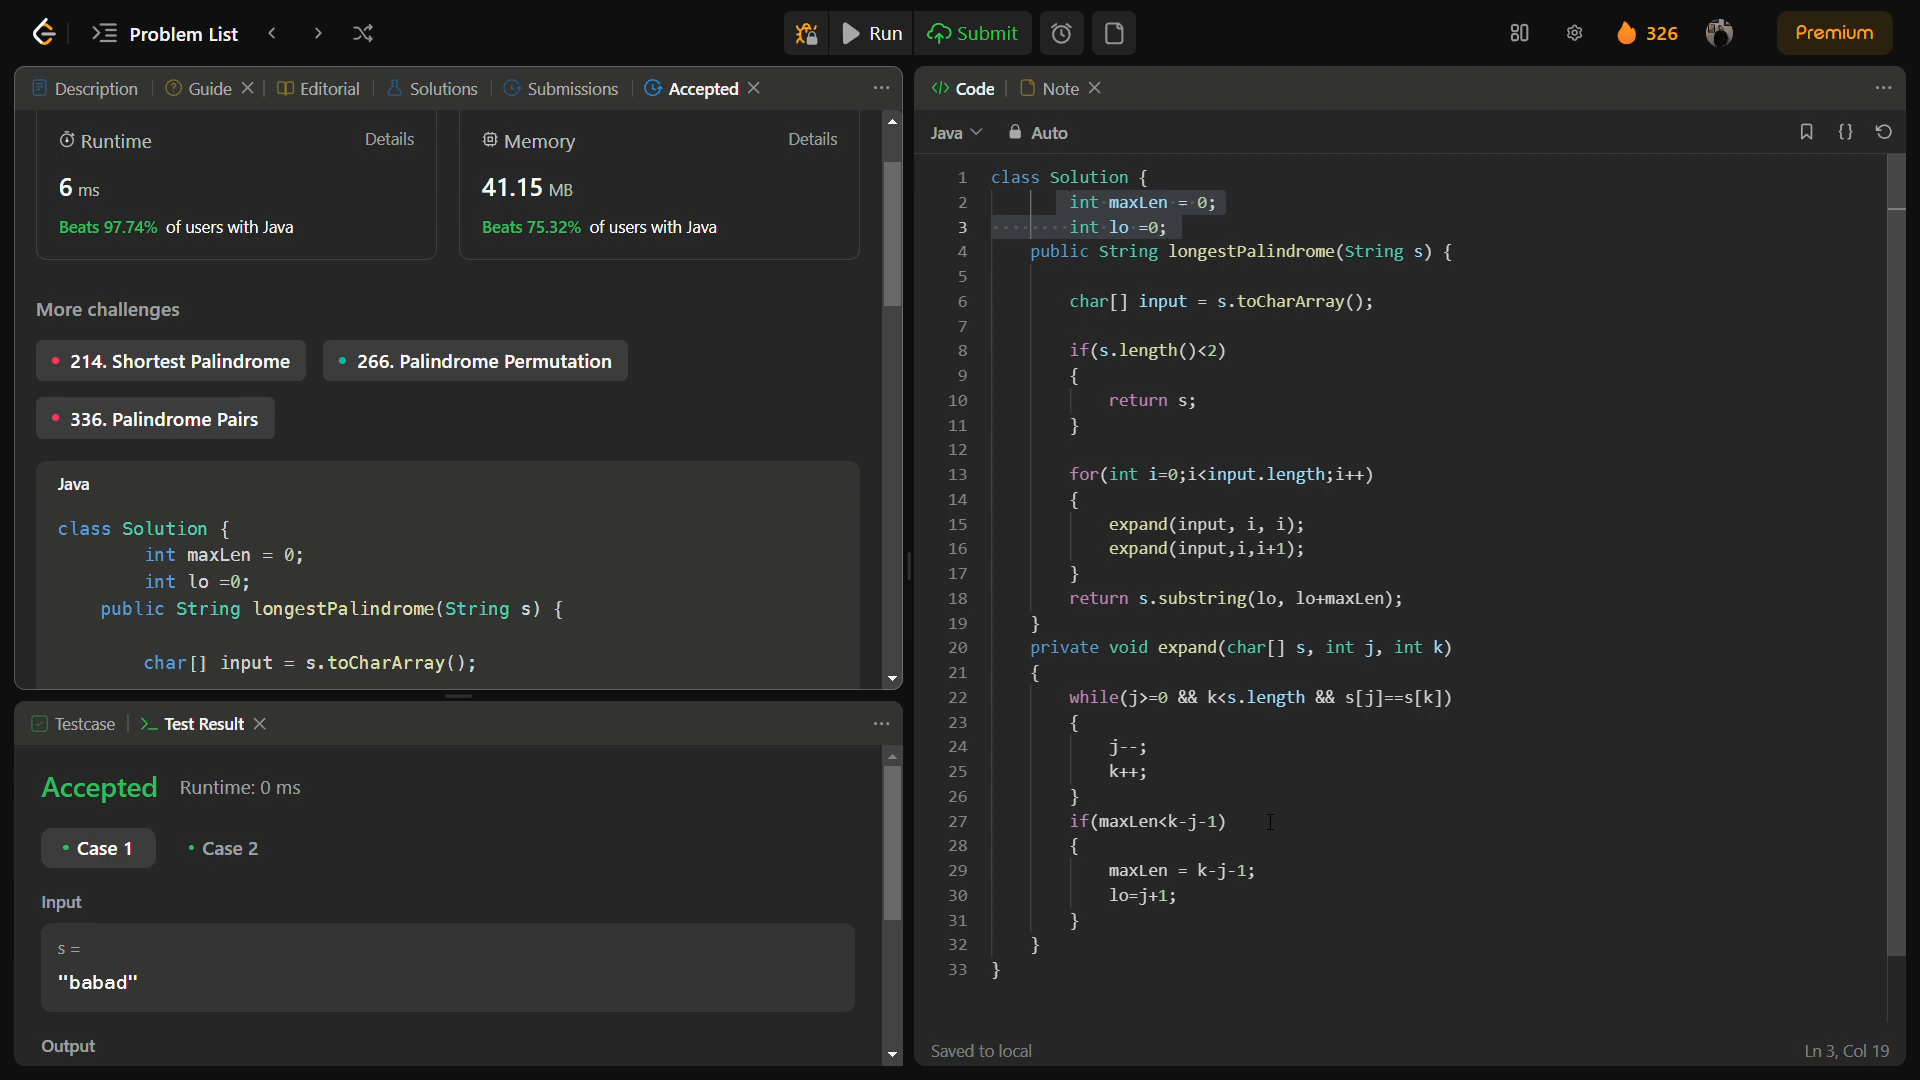 Problem List
Run
Submit
326
Premium
Description
Guide
Editorial
Solutions
Submissions
Accepted
Runtime
Details
6 ms
Beats 97.74% of users with Java
Memory
Details
41.15 MB
Beats 75.32% of users with Java
More challenges
214. Shortest Palindrome
266. Palindrome Permutation
336. Palindrome Pairs
Java
class Solution {
int maxLen = 0;
int lo =0;
public String longestPalindrome(String s) {
char[] input = s.toCharArray();
Testcase
>_ Test Result
Accepted
Runtime: 0 ms
Case 1
Case 2
Input
s =
"babad"
Output
</> Code
Note
Java
Auto
{}
1 class Solution {
2 int maxLen = 0;
3 int lo =0;
4 public String longestPalindrome(String s) {
5
6 char[] input = s.toCharArray();
7
8 if(s.length()<2)
9 {
10 return s;
11 }
12
13 for(int i=0;i<input.length;i++)
14 {
15 expand(input, i, i);
16 expand(input,i,i+1);
17 }
18 return s.substring(lo, lo+maxLen);
19 }
20 private void expand(char[] s, int j, int k)
21 {
22 while(j>=0 && k<s.length && s[j]==s[k])
23 {
24 j--;
25 k++;
26 }
27 if(maxLen<k-j-1)
28 {
29 maxLen = k-j-1;
30 lo=j+1;
31 }
32 }
33 }
Saved to local
Ln 3, Col 19